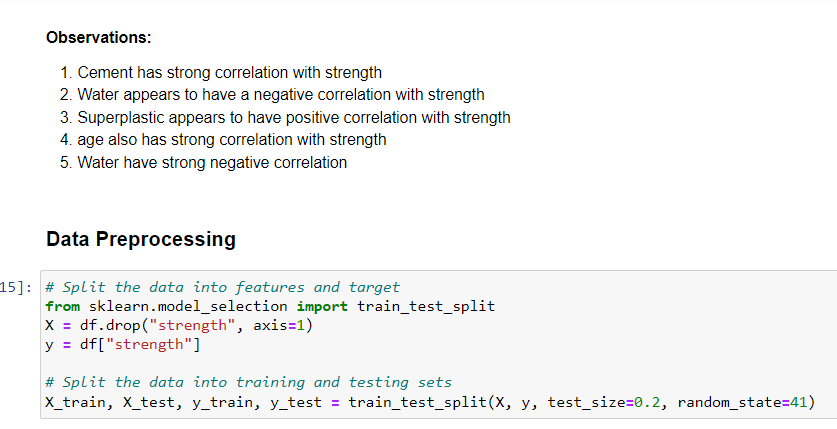 Observations:
1. Cement has strong correlation with strength
2. Water appears to have a negative correlation with strength
3. Superplastic appears to have positive correlation with strength
4. age also has strong correlation with strength
5. Water have strong negative correlation
Data Preprocessing
15]: # Split the data into features and target
from sklearn.model_selection import train_test_split
X = df.drop("strength", axis=1)
y = df["strength"]
# Split the data into training and testing sets
X_train, X_test, y_train, y_test = train_test_split(X, y, test_size=0.2, random_state=41)